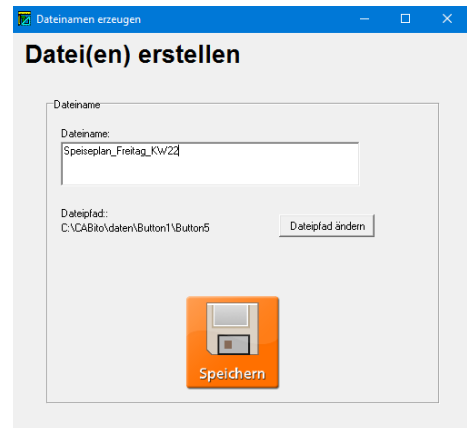 Dateinamen erzeugen
Datei(en) erstellen
Dateiname
Dateiname:
Speiseplan_Freitag_KW22
Dateipfad::
C:\CABito\daten\Button1\Button5
Dateipfad ändern
Speichern